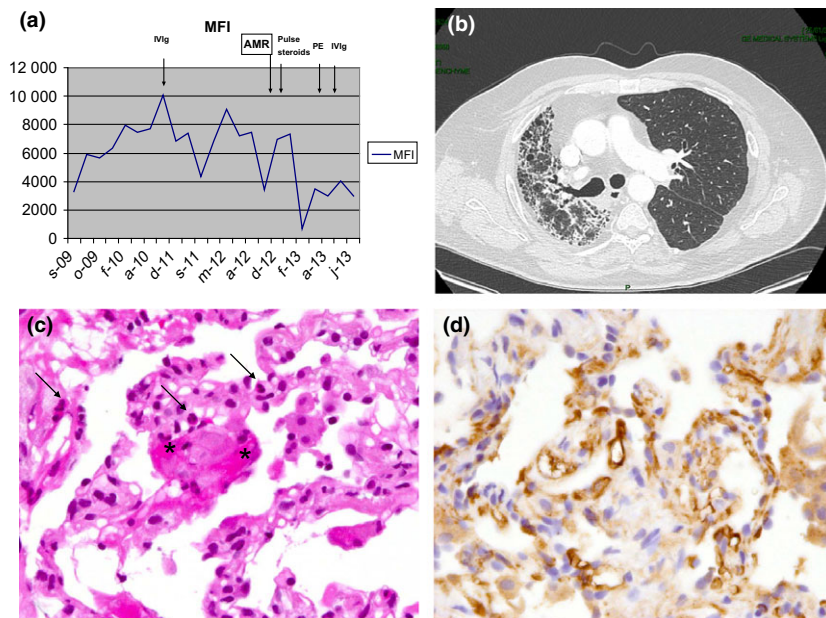 (a)
MFI
IVIg
AMR
Pulse
steroids
PE
IVIg
12 000
10 000
8000
6000
4000
2000
0
MFI
s-09
o-09
f-10
a-10
d-11
s-11
m-12
a-12
d-12
f-13
a-13
j-13
(b)
P
(c)
*
*
(d)